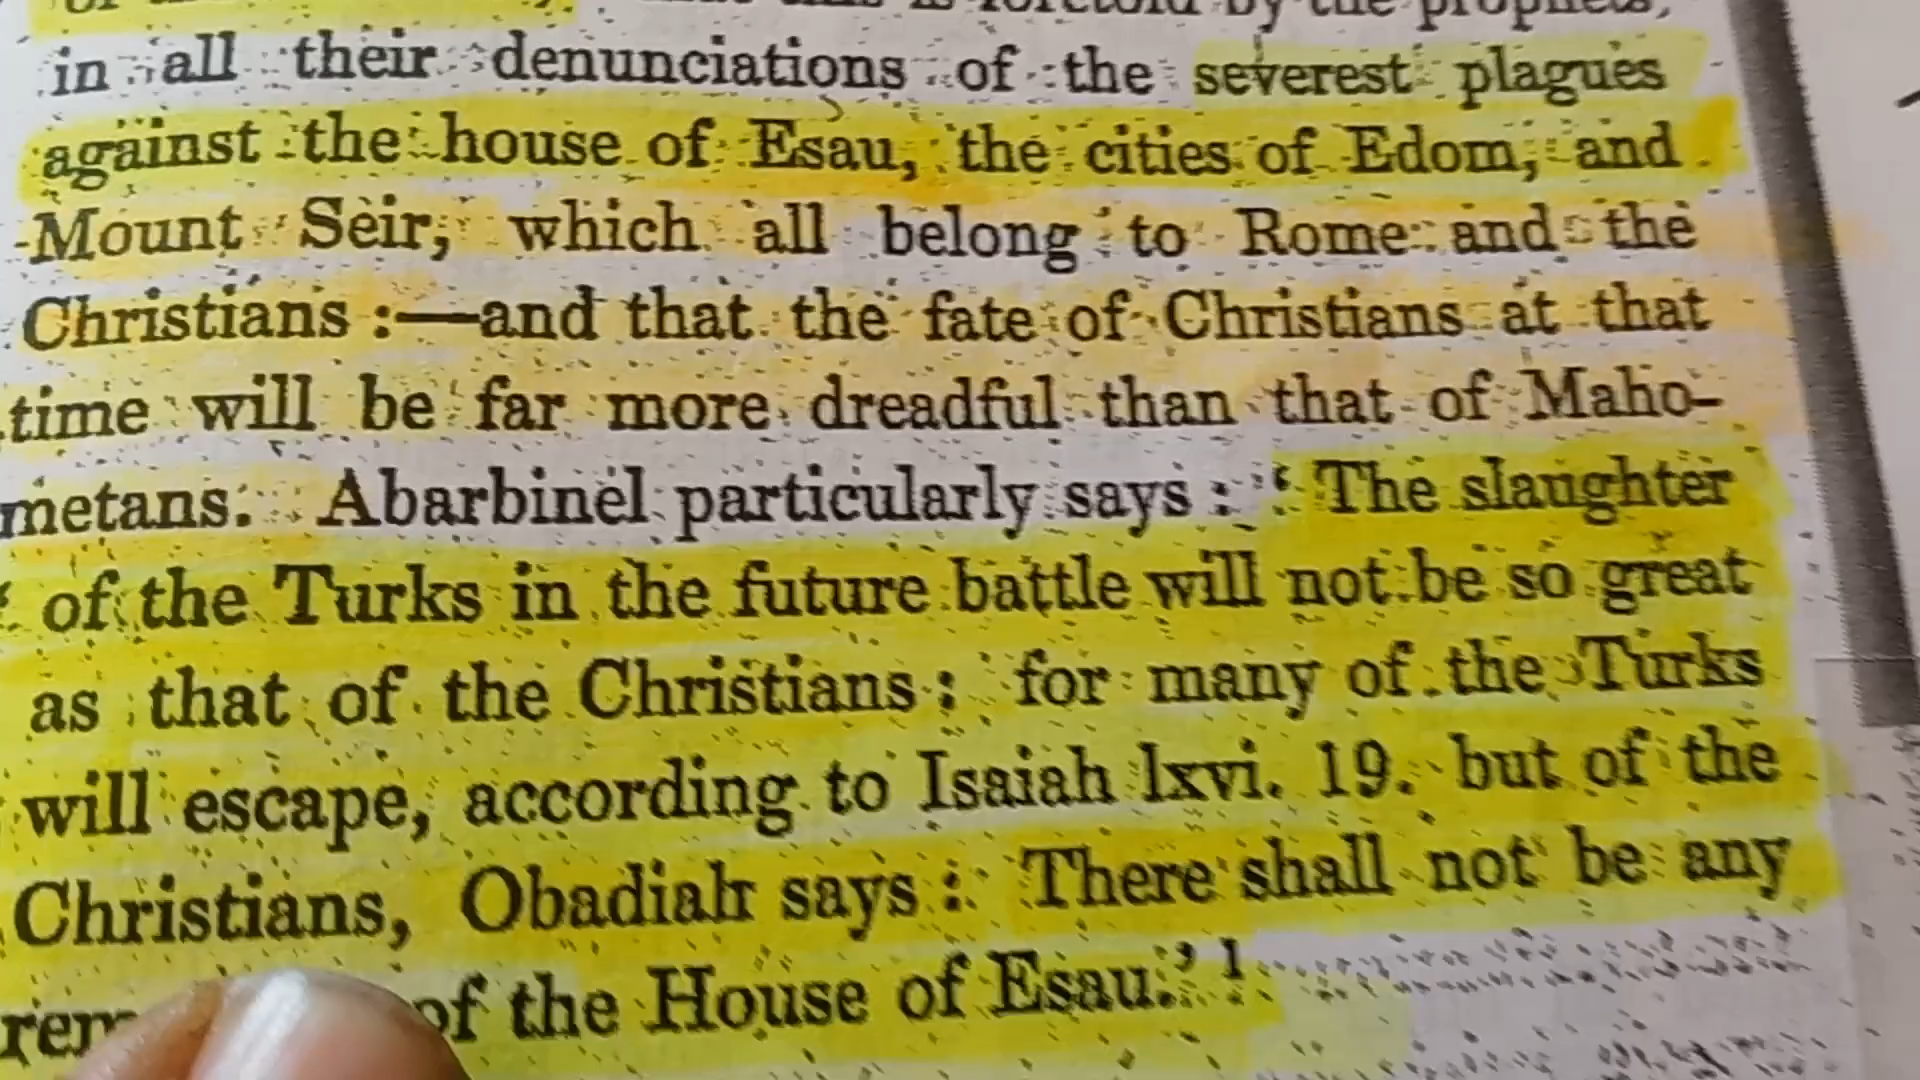 is foretold by the prophets,
in all their denunciations of the severest plagues
against the house of Esau, the cities of Edom, and
Mount Seir, which all belong to Rome and the
Christians :—and that the fate of Christians at that
time will be far more dreadful than that of Maho-
metans. Abarbinel particularly says : ‘ The slaughter
‘ of the Turks in the future battle will not be so great
as that of the Christians ; for many of the Turks
will escape, according to Isaiah lxvi. 19. but of the
Christians, Obadiah says : There shall not be any
of the House of Esau.’ 1